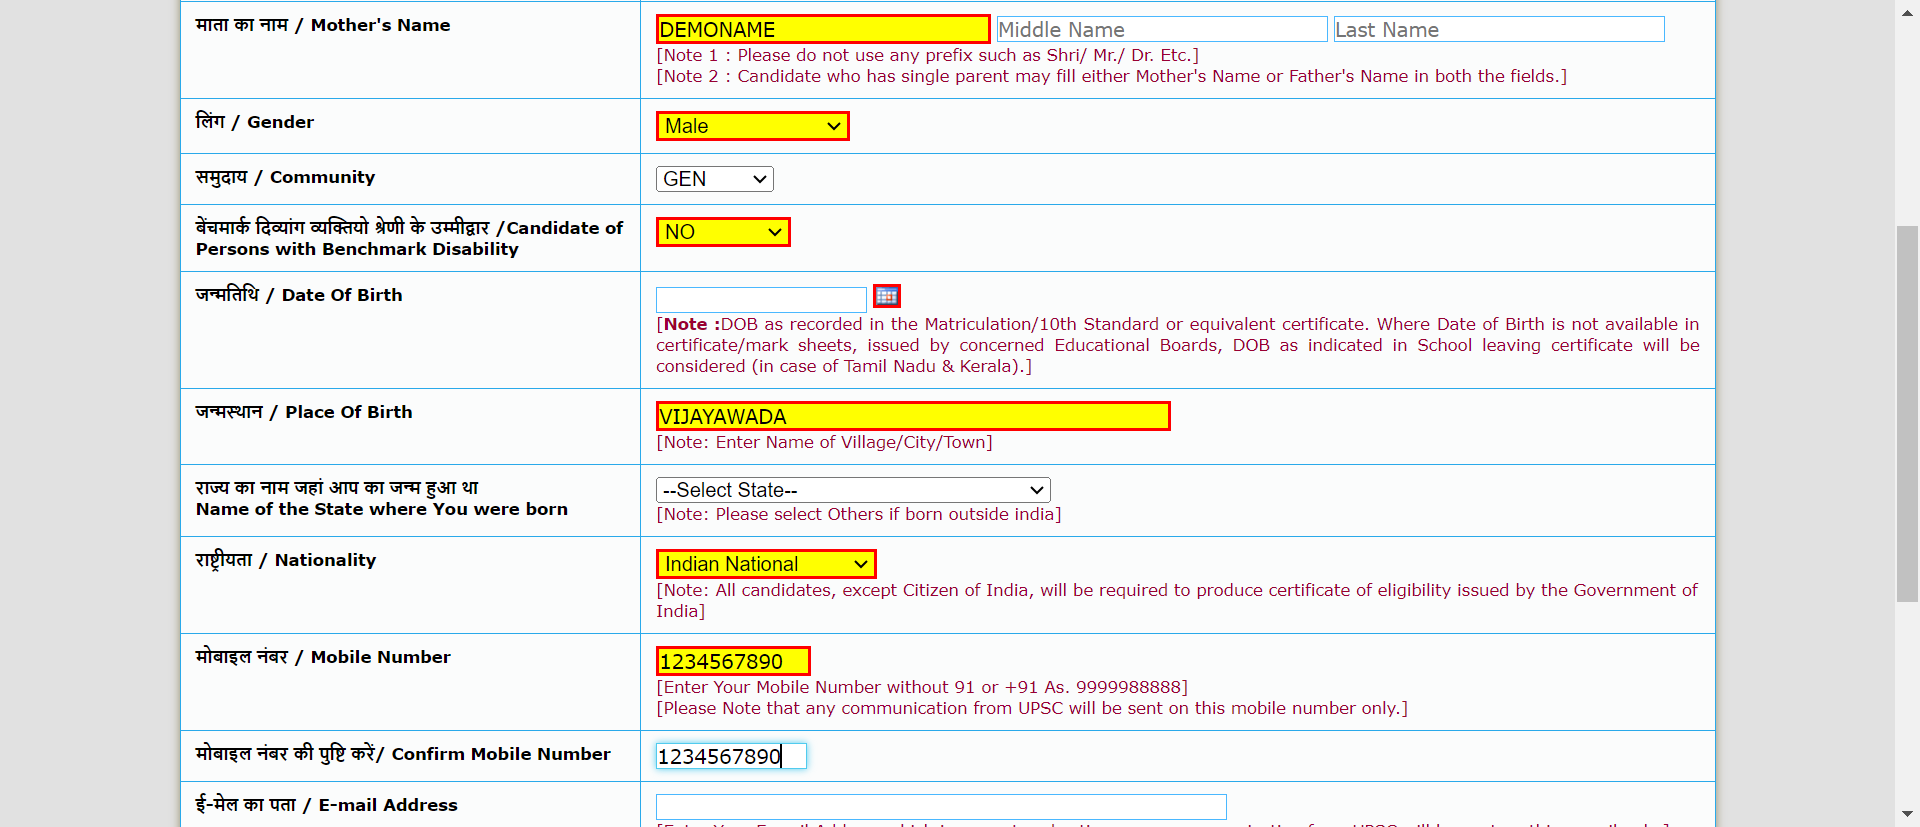 माता का नाम / Mother's Name
DEMONAME Middle Name Last Name
[Note 1 : Please do not use any prefix such as Shri/ Mr./ Dr. Etc.]
[Note 2 : Candidate who has single parent may fill either Mother's Name or Father's Name in both the fields.]
लिंग / Gender
Male
समुदाय / Community
GEN
बेंचमार्क दिव्यांग व्यक्तियो श्रेणी के उम्मीद्वार /Candidate of
Persons with Benchmark Disability
NO
जन्मतिथि / Date Of Birth
[Note :DOB as recorded in the Matriculation/10th Standard or equivalent certificate. Where Date of Birth is not available in
certificate/mark sheets, issued by concerned Educational Boards, DOB as indicated in School leaving certificate will be
considered (in case of Tamil Nadu & Kerala).]
जन्मस्थान / Place Of Birth
VIJAYAWADA
[Note: Enter Name of Village/City/Town]
राज्य का नाम जहां आप का जन्म हुआ था
Name of the State where You were born
--Select State--
[Note: Please select Others if born outside india]
राष्ट्रीयता / Nationality
Indian National
[Note: All candidates, except Citizen of India, will be required to produce certificate of eligibility issued by the Government of
India]
मोबाइल नंबर / Mobile Number
1234567890
[Enter Your Mobile Number without 91 or +91 As. 9999988888]
[Please Note that any communication from UPSC will be sent on this mobile number only.]
मोबाइल नंबर की पुष्टि करें/ Confirm Mobile Number
1234567890
ई-मेल का पता / E-mail Address